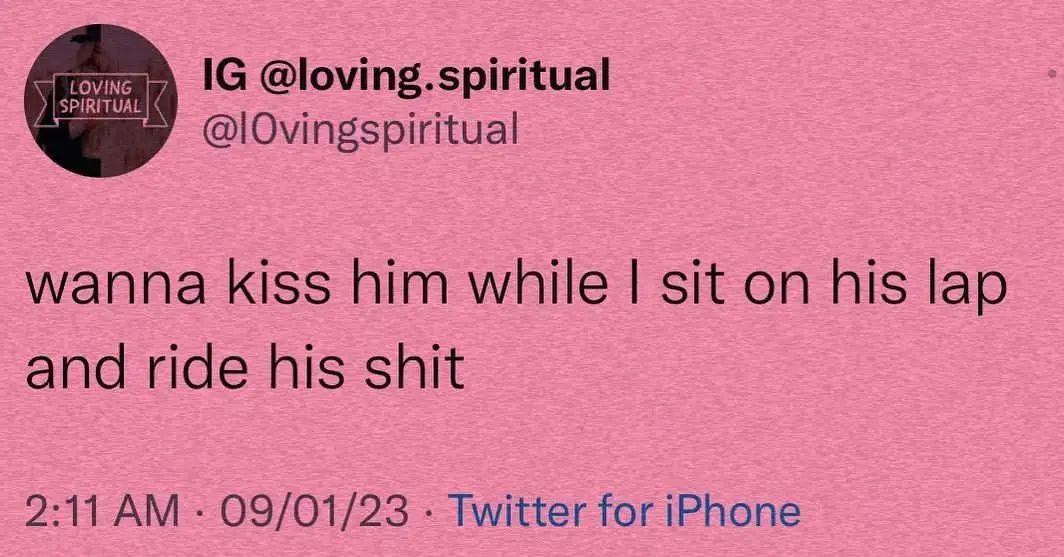 LOVING
SPIRITUAL
IG @loving.spiritual
@l0vingspiritual
wanna kiss him while I sit on his lap
and ride his shit
2:11 AM · 09/01/23 · Twitter for iPhone